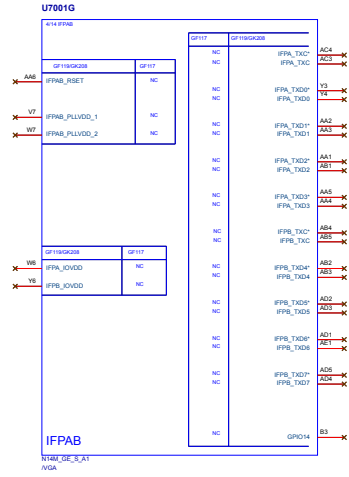 U7001G
4/14 IFPAB
GF119/GK208 GF117
AA6 IFPAB_RSET NC
V7 IFPAB_PLLVDD_1 NC
W7 IFPAB_PLLVDD_2 NC
GF119/GK208 GF117
W6 IFPA_IOVDD NC
Y6 IFPB_IOVDD NC
GF117 GF119/GK208
NC IFPA_TXC* AC4
NC IFPA_TXC AC3
NC IFPA_TXD0* Y3
NC IFPA_TXD0 Y4
NC IFPA_TXD1* AA2
NC IFPA_TXD1 AA3
NC IFPA_TXD2* AA1
NC IFPA_TXD2 AB1
NC IFPA_TXD3* AA5
NC IFPA_TXD3 AA4
NC IFPB_TXC* AB4
NC IFPB_TXC AB5
NC IFPB_TXD4* AB2
NC IFPB_TXD4 AB3
NC IFPB_TXD5* AD2
NC IFPB_TXD5 AD3
NC IFPB_TXD6* AD1
NC IFPB_TXD6 AE1
NC IFPB_TXD7* AD5
NC IFPB_TXD7 AD4
NC GPIO14 B3
IFPAB
N14M_GE_S_A1
/VGA